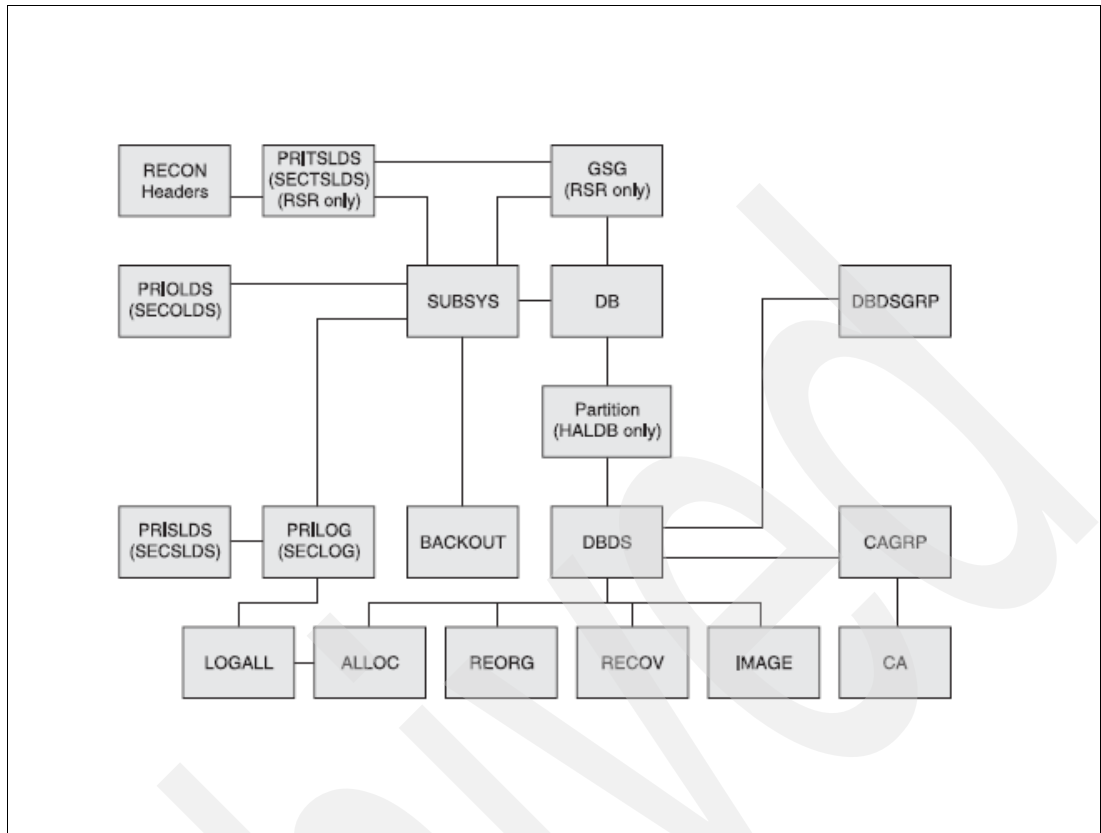 RECON
Headers
PRITSLDS
(SECTSLDS)
(RSR only)
GSG
(RSR only)
PRIOLDS
(SECOLDS)
SUBSYS
DB
DBDSGRP
Partition
(HALDB only)
PRISLDS
(SECSLDS)
PRILOG
(SECLOG)
BACKOUT
DBDS
CAGRP
LOGALL
ALLOC
REORG
RECOV
IMAGE
CA